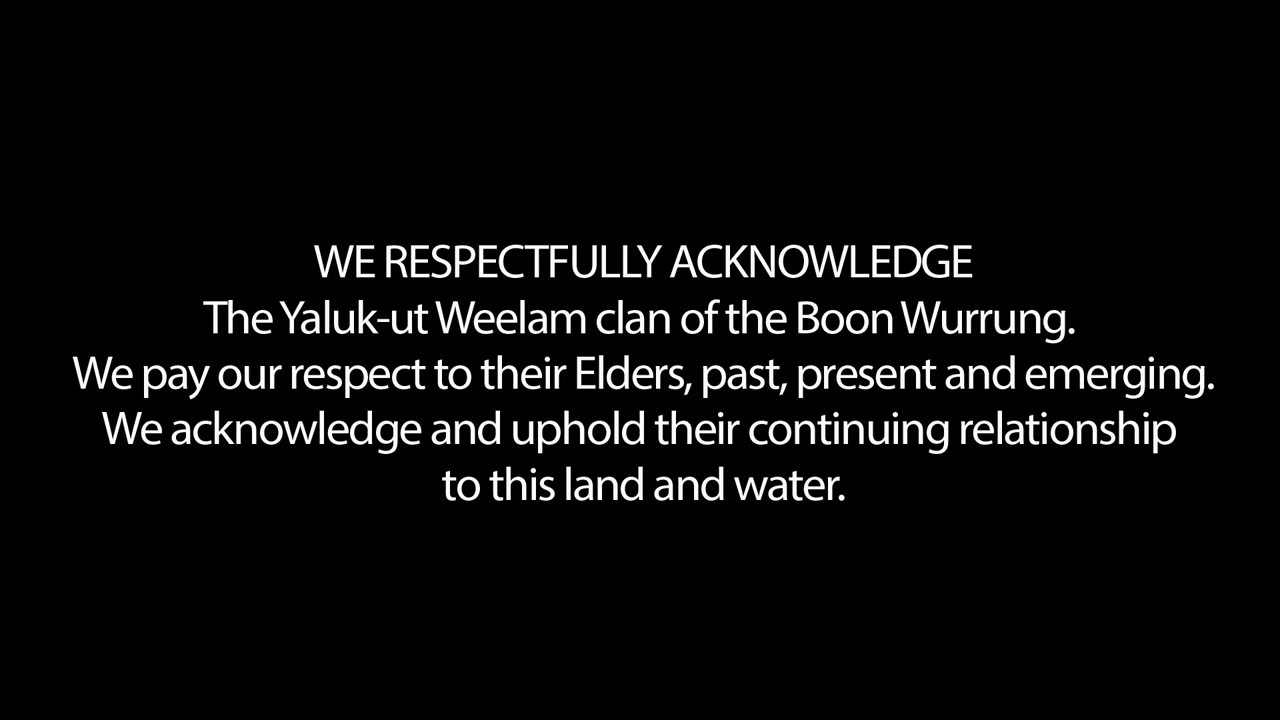 WE RESPECTFULLY ACKNOWLEDGE
The Yaluk-ut Weelam clan of the Boon Wurrung.
We pay our respect to their Elders, past, present and emerging.
We acknowledge and uphold their continuing relationship
to this land and water.